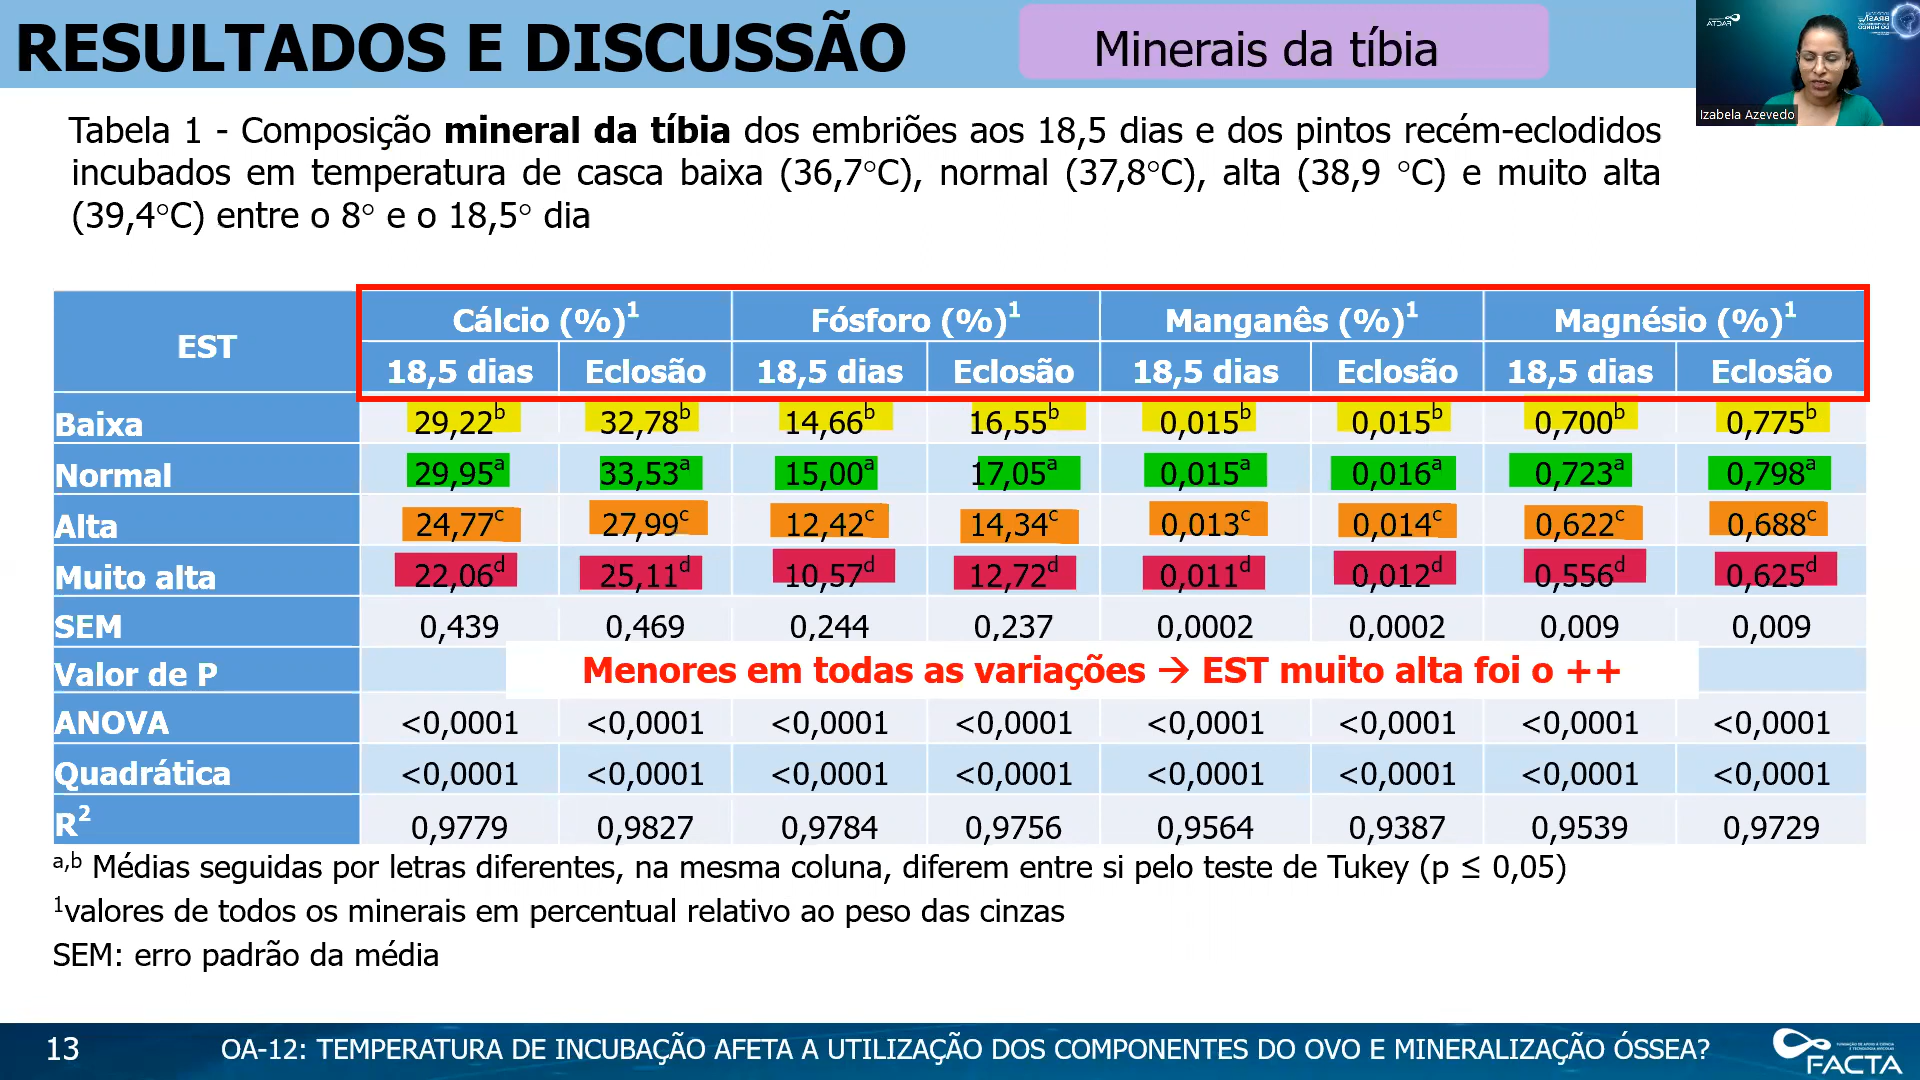 RESULTADOS E DISCUSSÃO
Minerais da tíbia
FACTA
Izabela Azevedo
Tabela 1 - Composição mineral da tíbia dos embriões aos 18,5 dias e dos pintos recém-eclodidos
incubados em temperatura de casca baixa (36,7°C), normal (37,8°C), alta (38,9 °C) e muito alta
(39,4°C) entre o 8° e o 18,5° dia
EST Cálcio (%)¹ Fósforo (%)¹ Manganês (%)¹ Magnésio (%)¹
18,5 dias Eclosão 18,5 dias Eclosão 18,5 dias Eclosão 18,5 dias Eclosão
Baixa 29,22ᵇ 32,78ᵇ 14,66ᵇ 16,55ᵇ 0,015ᵇ 0,015ᵇ 0,700ᵇ 0,775ᵇ
Normal 29,95ᵃ 33,53ᵃ 15,00ᵃ 17,05ᵃ 0,015ᵃ 0,016ᵃ 0,723ᵃ 0,798ᵃ
Alta 24,77ᶜ 27,99ᶜ 12,42ᶜ 14,34ᶜ 0,013ᶜ 0,014ᶜ 0,622ᶜ 0,688ᶜ
Muito alta 22,06ᵈ 25,11ᵈ 10,57ᵈ 12,72ᵈ 0,011ᵈ 0,012ᵈ 0,556ᵈ 0,625ᵈ
SEM 0,439 0,469 0,244 0,237 0,0002 0,0002 0,009 0,009
Valor de P Menores em todas as variações → EST muito alta foi o ++
ANOVA <0,0001 <0,0001 <0,0001 <0,0001 <0,0001 <0,0001 <0,0001 <0,0001
Quadrática <0,0001 <0,0001 <0,0001 <0,0001 <0,0001 <0,0001 <0,0001 <0,0001
R² 0,9779 0,9827 0,9784 0,9756 0,9564 0,9387 0,9539 0,9729
ᵃ,ᵇ Médias seguidas por letras diferentes, na mesma coluna, diferem entre si pelo teste de Tukey (p ≤ 0,05)
¹valores de todos os minerais em percentual relativo ao peso das cinzas
SEM: erro padrão da média
13 OA-12: TEMPERATURA DE INCUBAÇÃO AFETA A UTILIZAÇÃO DOS COMPONENTES DO OVO E MINERALIZAÇÃO ÓSSEA?
FACTA